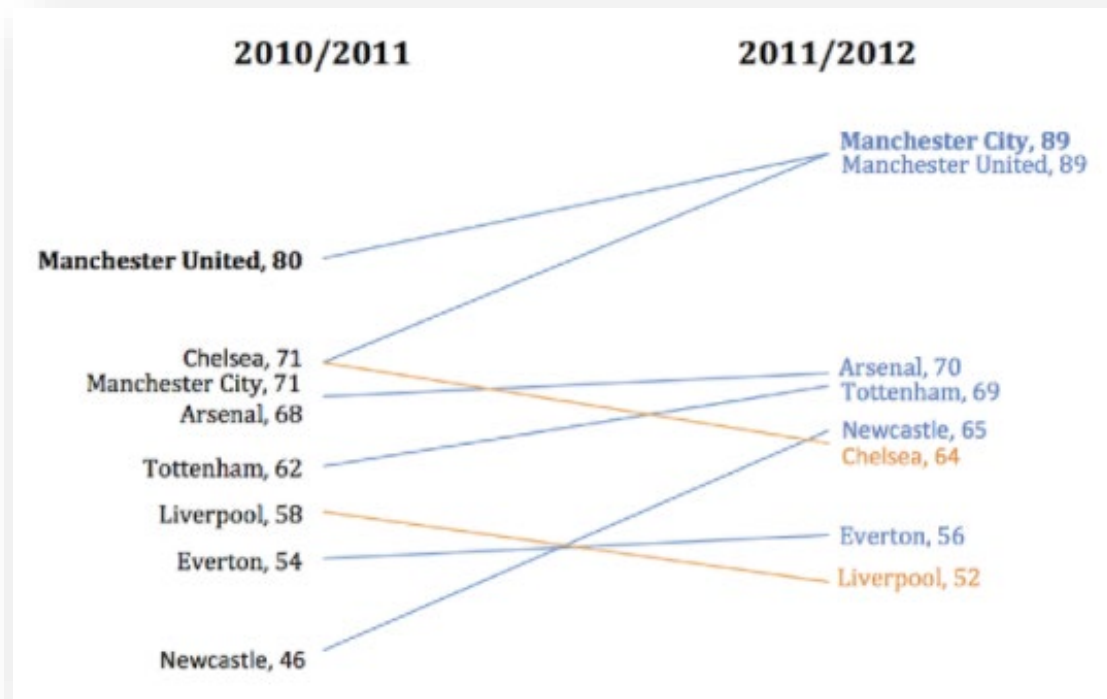 2010/2011
2011/2012
Manchester United, 80
Chelsea, 71
Manchester City, 71
Arsenal, 68
Tottenham, 62
Liverpool, 58
Everton, 54
Newcastle, 46
Manchester City, 89
Manchester United, 89
Arsenal, 70
Tottenham, 69
Newcastle, 65
Chelsea, 64
Everton, 56
Liverpool, 52